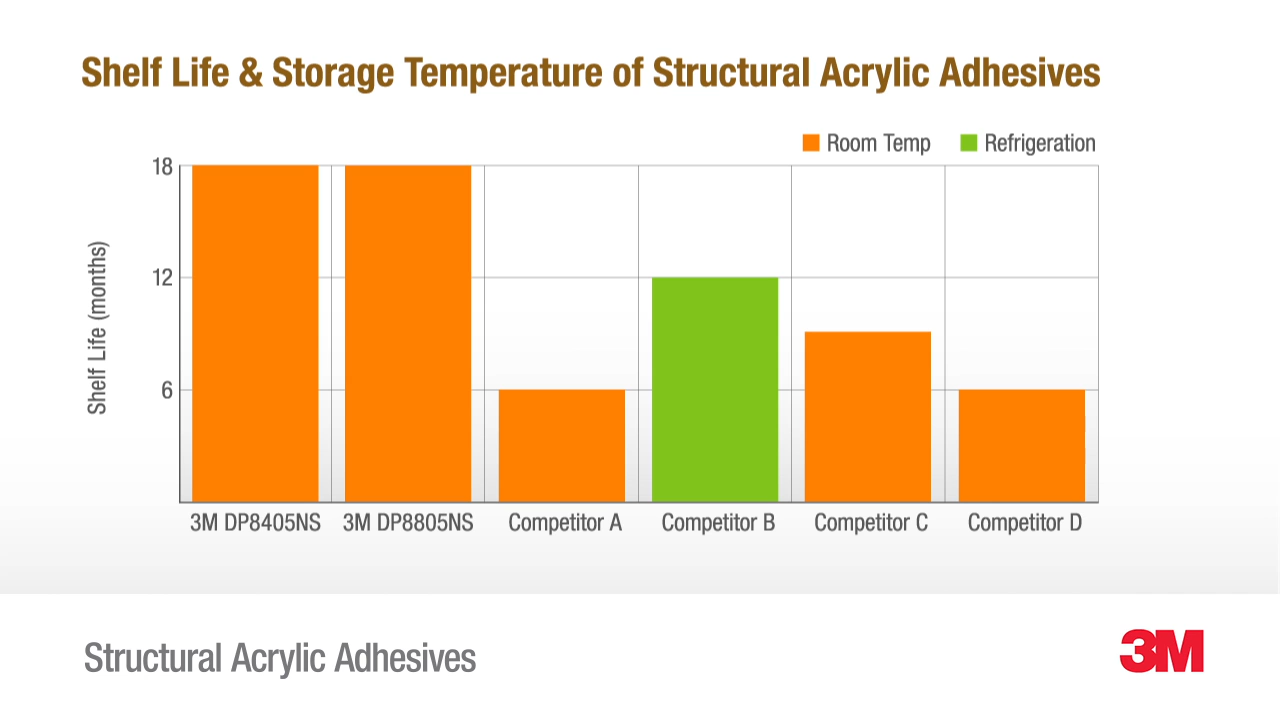 Shelf Life & Storage Temperature of Structural Acrylic Adhesives
Room Temp
Refrigeration
18
12
6
Shelf Life (months)
3M DP8405NS
3M DP8805NS
Competitor A
Competitor B
Competitor C
Competitor D
Structural Acrylic Adhesives
3M